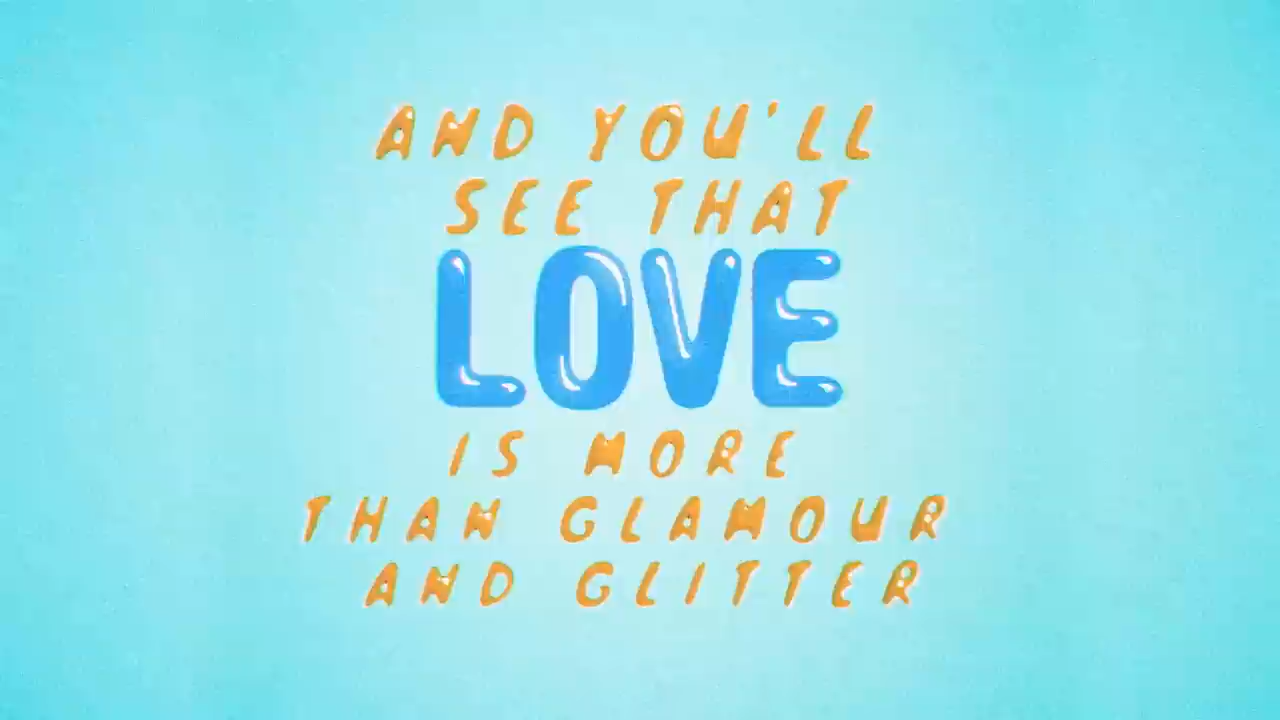 AND YOU'LL
SEE THAT
LOVE
IS MORE
THAN GLAMOUR
AND GLITTER